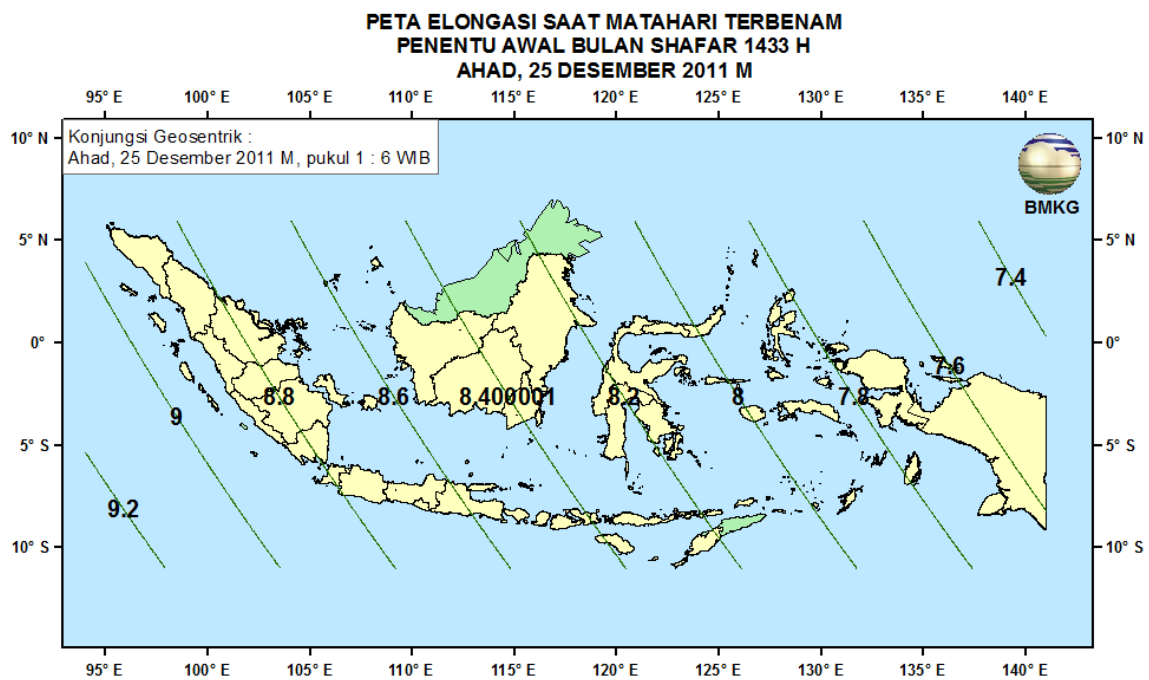 PETA ELONGASI SAAT MATAHARI TERBENAM
PENENTU AWAL BULAN SHAFAR 1433 H
AHAD, 25 DESEMBER 2011 M
95° E 100° E 105° E 110° E 115° E 120° E 125° E 130° E 135° E 140° E
10° N 10° N
Konjungsi Geosentrik :
Ahad, 25 Desember 2011 M, pukul 1 : 6 WIB
BMKG
5° N 5° N
7.4
0° 0°
7.6
9 8.8 8.6 8.400001 8.2 8 7.8
5° S 5° S
9.2
10° S 10° S
95° E 100° E 105° E 110° E 115° E 120° E 125° E 130° E 135° E 140° E